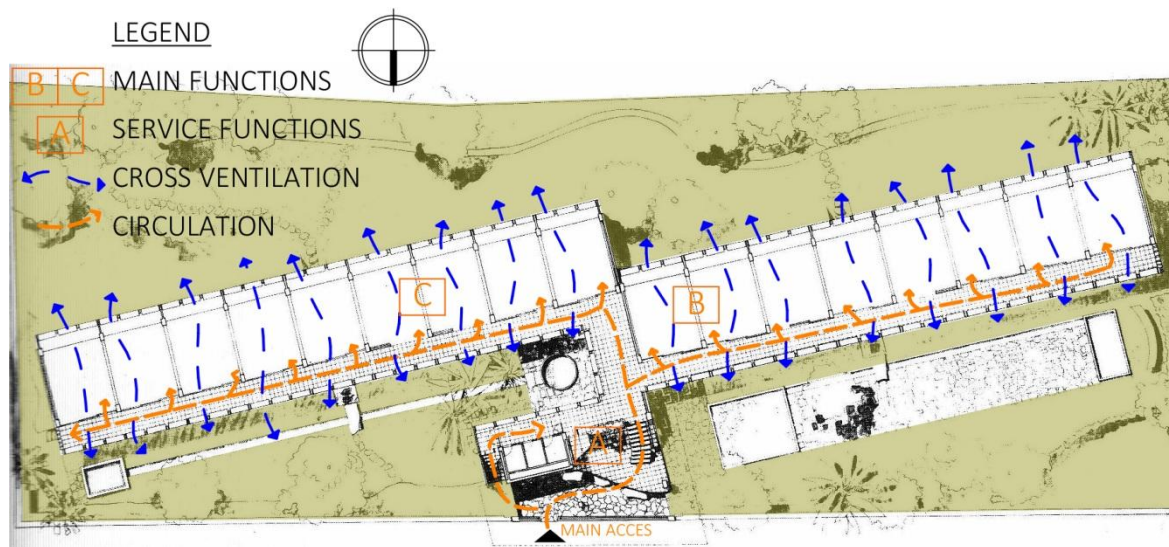 LEGEND
B C MAIN FUNCTIONS
A SERVICE FUNCTIONS
CROSS VENTILATION
CIRCULATION
C
B
A
MAIN ACCES